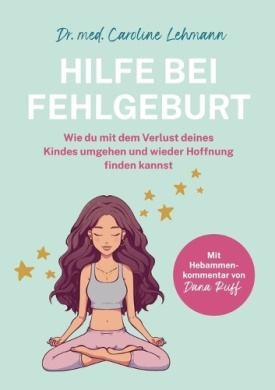 Dr. med. Caroline Lehmann
HILFE BEI
FEHLGEBURT
Wie du mit dem Verlust deines
Kindes umgehen und wieder Hoffnung
finden kannst
Mit
Hebammen-
kommentar von
Dana Ruff